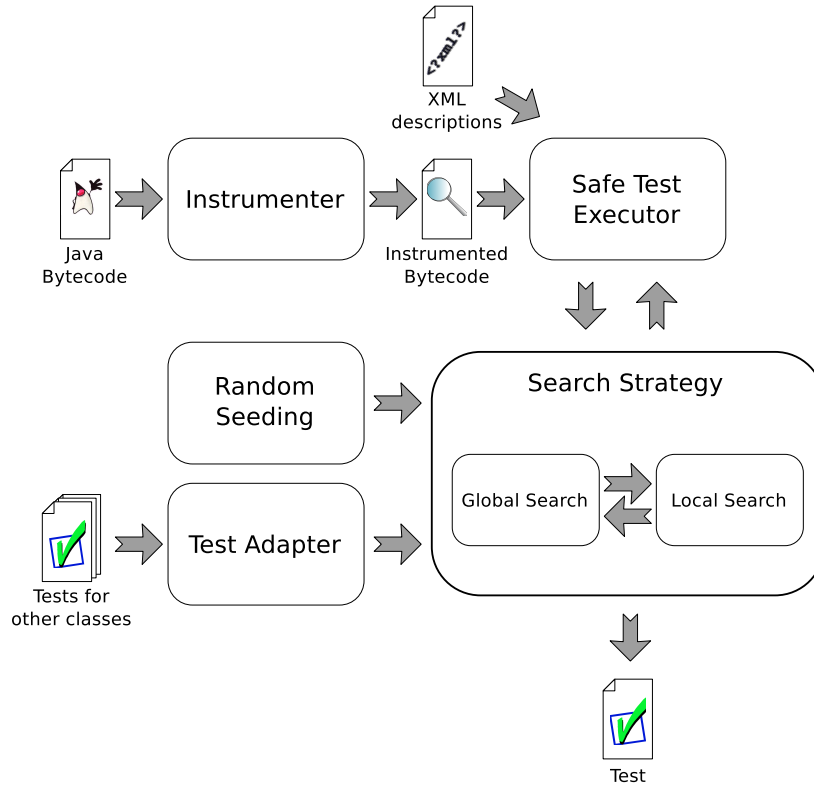 <?xml?>
XML
descriptions
Instrumenter
Safe Test
Executor
Java
Bytecode
Instrumented
Bytecode
Random
Seeding
Search Strategy
Global Search
Local Search
Test Adapter
Tests for
other classes
Test